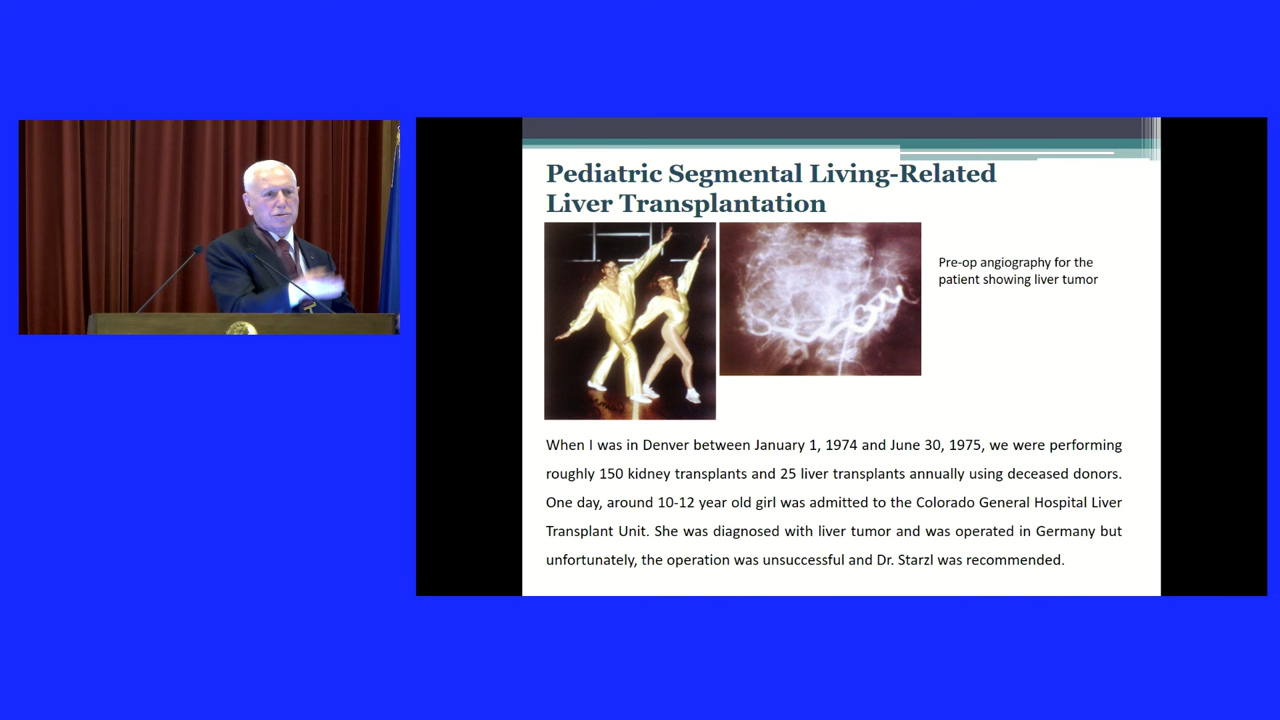 Pediatric Segmental Living-Related
Liver Transplantation
Pre-op angiography for the
patient showing liver tumor
When I was in Denver between January 1, 1974 and June 30, 1975, we were performing
roughly 150 kidney transplants and 25 liver transplants annually using deceased donors.
One day, around 10-12 year old girl was admitted to the Colorado General Hospital Liver
Transplant Unit. She was diagnosed with liver tumor and was operated in Germany but
unfortunately, the operation was unsuccessful and Dr. Starzl was recommended.